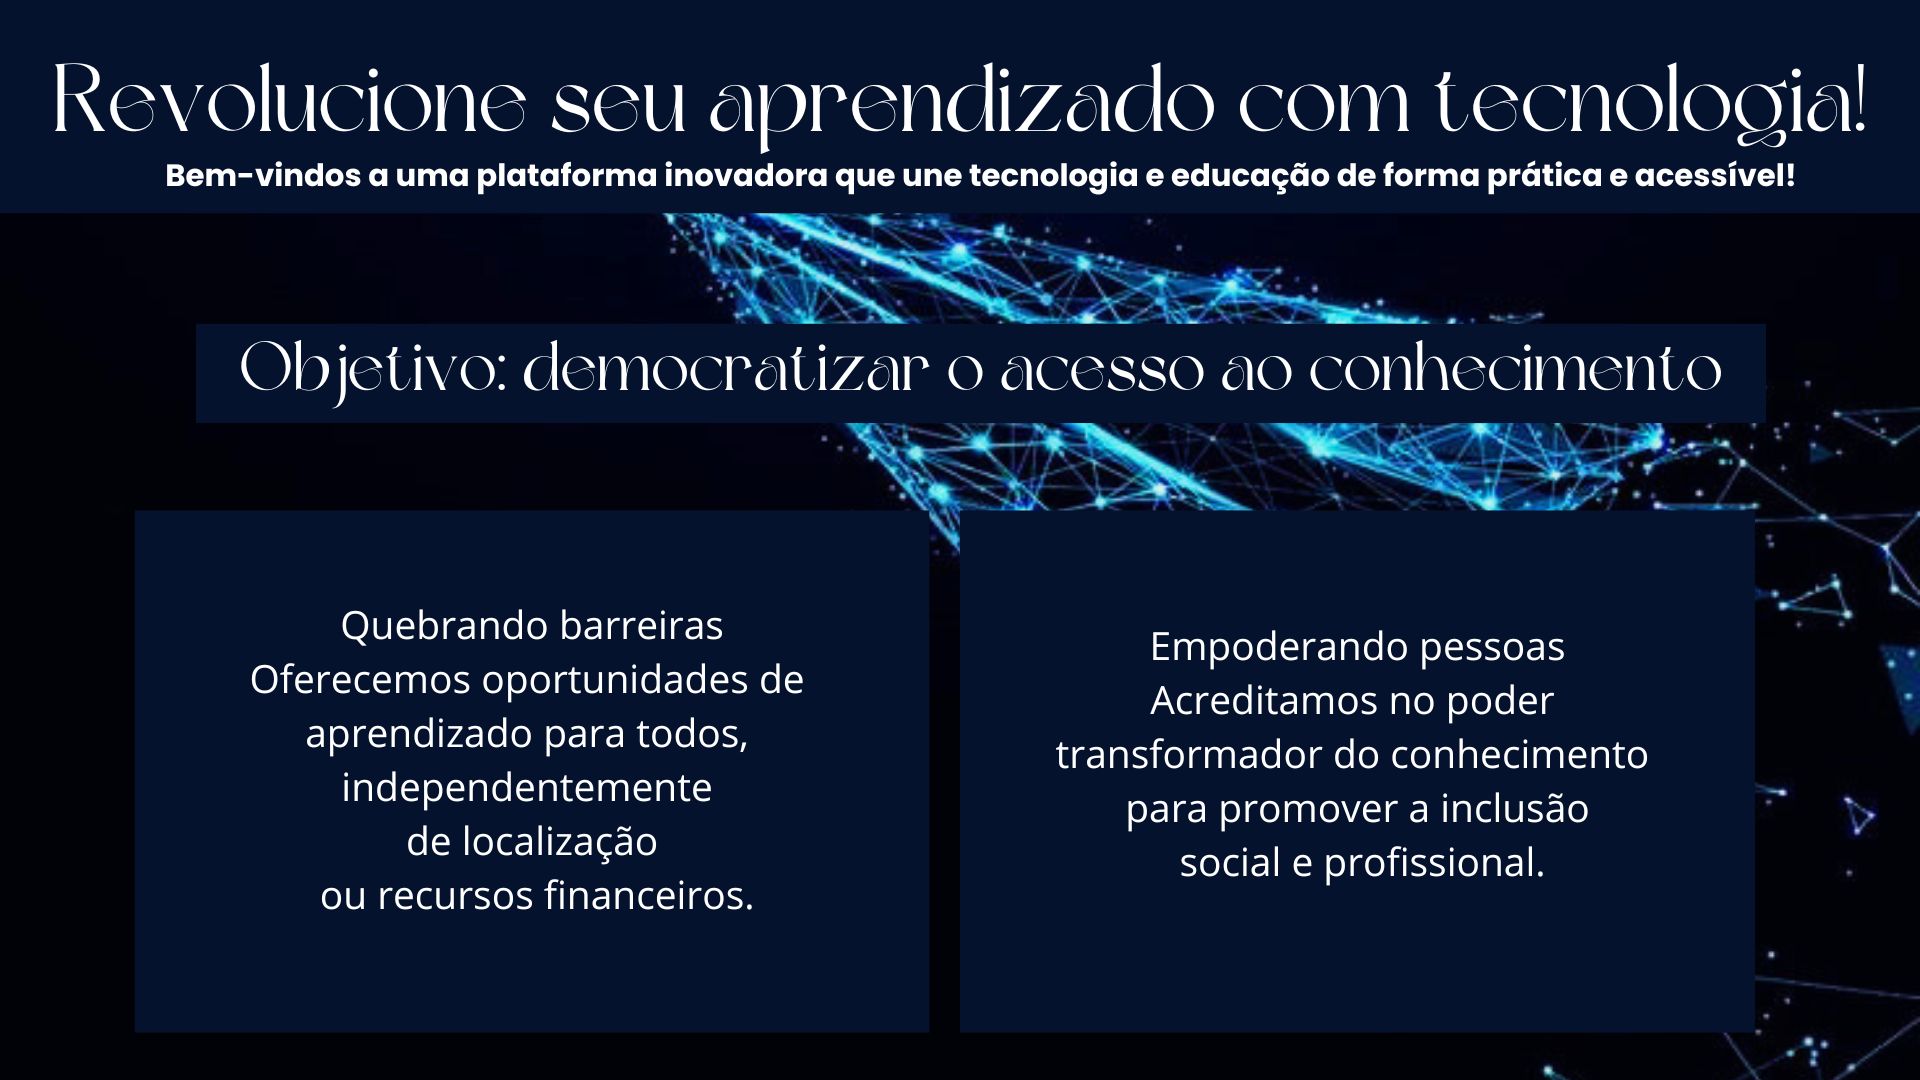 Revolucione seu aprendizado com tecnologia!
Bem-vindos a uma plataforma inovadora que une tecnologia e educação de forma prática e acessível!
Objetivo: democratizar o acesso ao conhecimento
Quebrando barreiras
Oferecemos oportunidades de
aprendizado para todos,
independentemente
de localização
ou recursos financeiros.
Empoderando pessoas
Acreditamos no poder
transformador do conhecimento
para promover a inclusão
social e profissional.